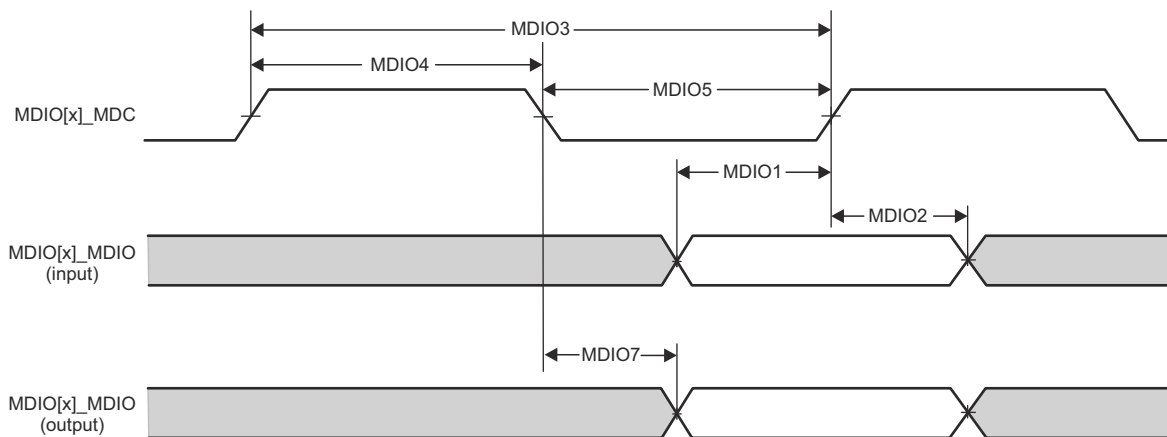 MDIO3
MDIO4
MDIO5
MDIO[x]_MDC
MDIO1
MDIO2
MDIO[x]_MDIO
(input)
MDIO7
MDIO[x]_MDIO
(output)